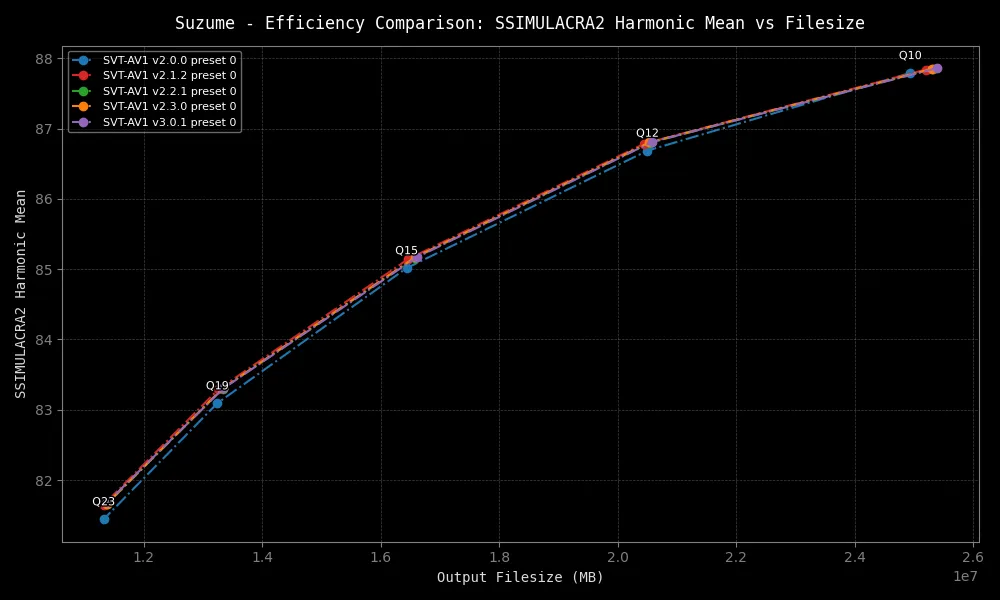 Suzume - Efficiency Comparison: SSIMULACRA2 Harmonic Mean vs Filesize
SVT-AV1 v2.0.0 preset 0
SVT-AV1 v2.1.2 preset 0
SVT-AV1 v2.2.1 preset 0
SVT-AV1 v2.3.0 preset 0
SVT-AV1 v3.0.1 preset 0
Q10
Q12
Q15
Q19
Q23
88
87
86
85
84
83
82
SSIMULACRA2 Harmonic Mean
1.2 1.4 1.6 1.8 2.0 2.2 2.4 2.6
1e7
Output Filesize (MB)